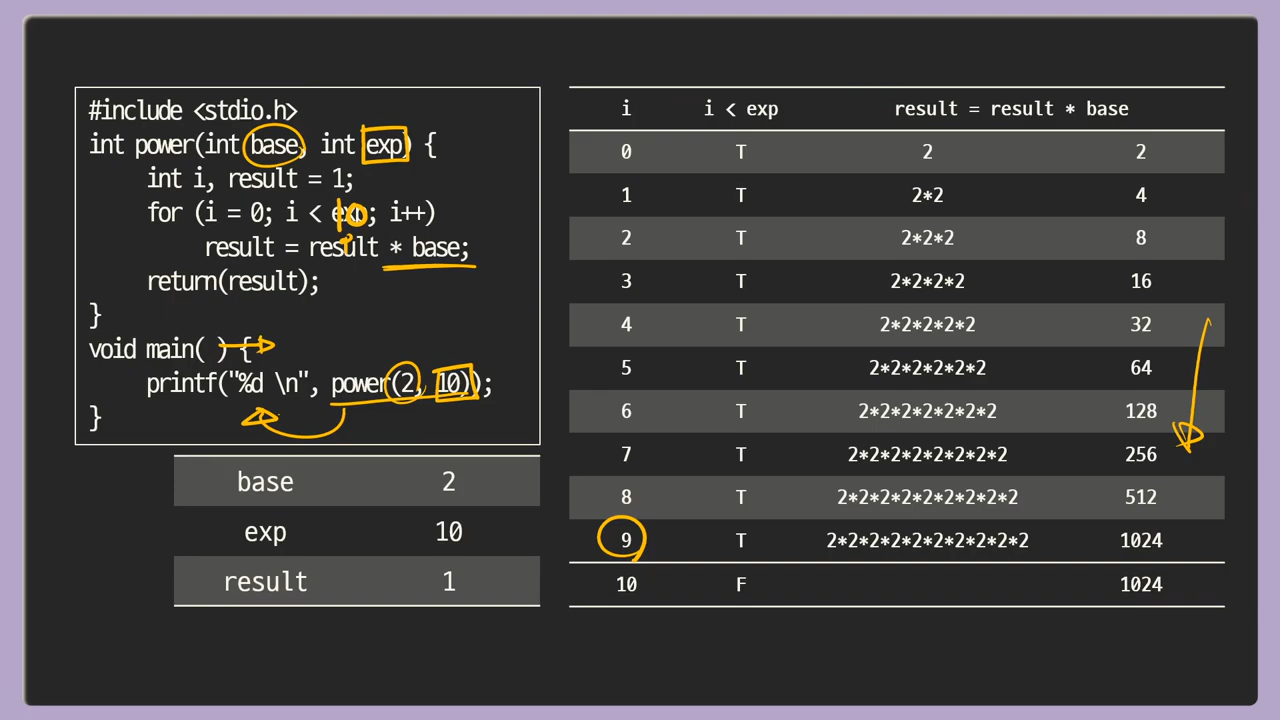 #include <stdio.h>
int power(int base, int exp) {
int i, result = 1;
for (i = 0; i < exp; i++)
result = result * base;
return(result);
}
void main( ) {
printf("%d \n", power(2, 10));
}
base 2
exp 10
result 1
i i < exp result = result * base
0 T 2 2
1 T 2*2 4
2 T 2*2*2 8
3 T 2*2*2*2 16
4 T 2*2*2*2*2 32
5 T 2*2*2*2*2*2 64
6 T 2*2*2*2*2*2*2 128
7 T 2*2*2*2*2*2*2*2 256
8 T 2*2*2*2*2*2*2*2*2 512
9 T 2*2*2*2*2*2*2*2*2*2 1024
10 F 1024
10